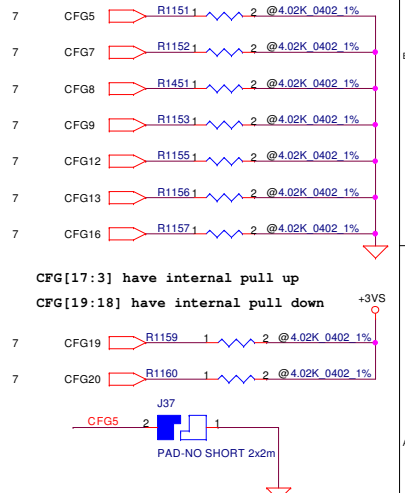 7 CFG5 R1151 1 2 @4.02K_0402_1%
7 CFG7 R1152 1 2 @4.02K_0402_1%
7 CFG8 R1451 1 2 @4.02K_0402_1%
7 CFG9 R1153 1 2 @4.02K_0402_1%
7 CFG12 R1155 1 2 @4.02K_0402_1%
7 CFG13 R1156 1 2 @4.02K_0402_1%
7 CFG16 R1157 1 2 @4.02K_0402_1%
CFG[17:3] have internal pull up
CFG[19:18] have internal pull down
+3VS
7 CFG19 R1159 1 2 @4.02K_0402_1%
7 CFG20 R1160 1 2 @4.02K_0402_1%
J37
CFG5 2 1
PAD-NO SHORT 2x2m